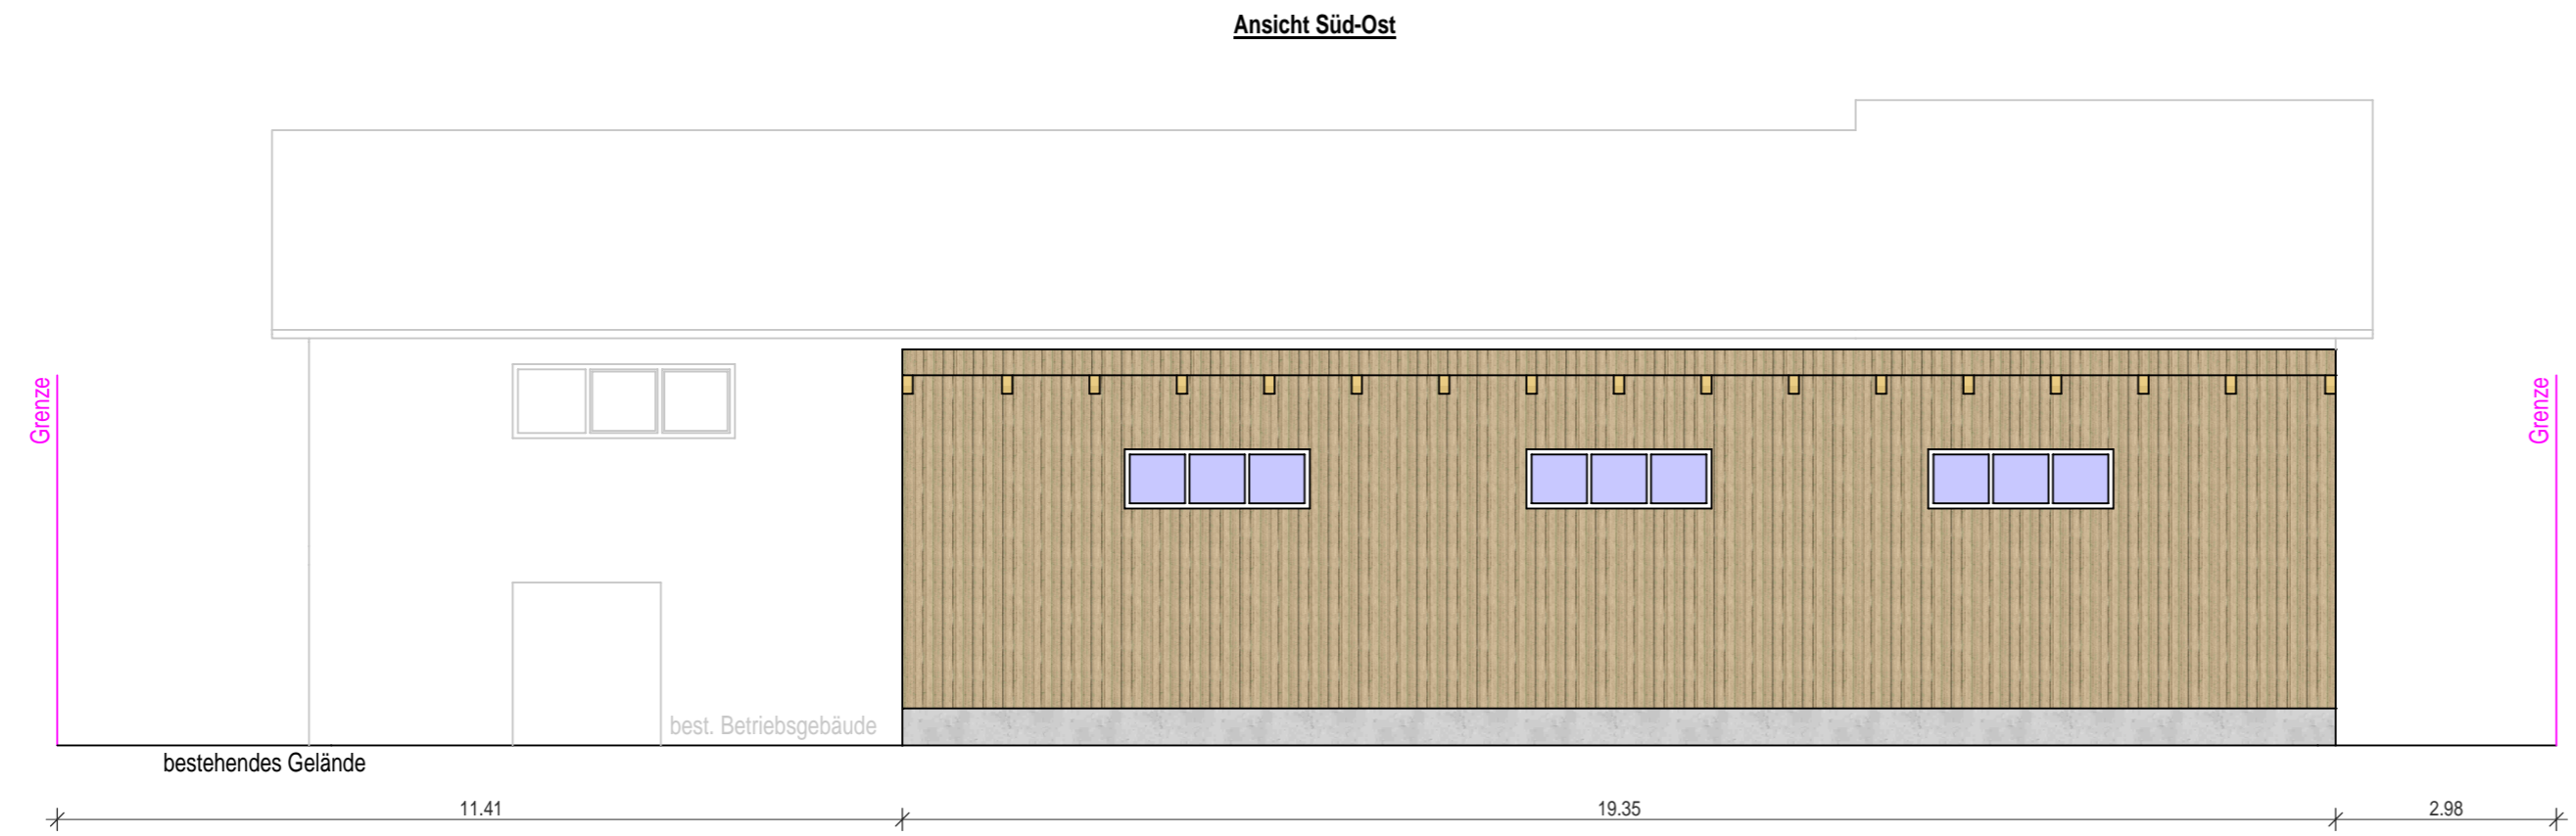 Ansicht Süd-Ost
Grenze
Grenze
best. Betriebsgebäude
bestehendes Gelände
11.41
19.35
2.98